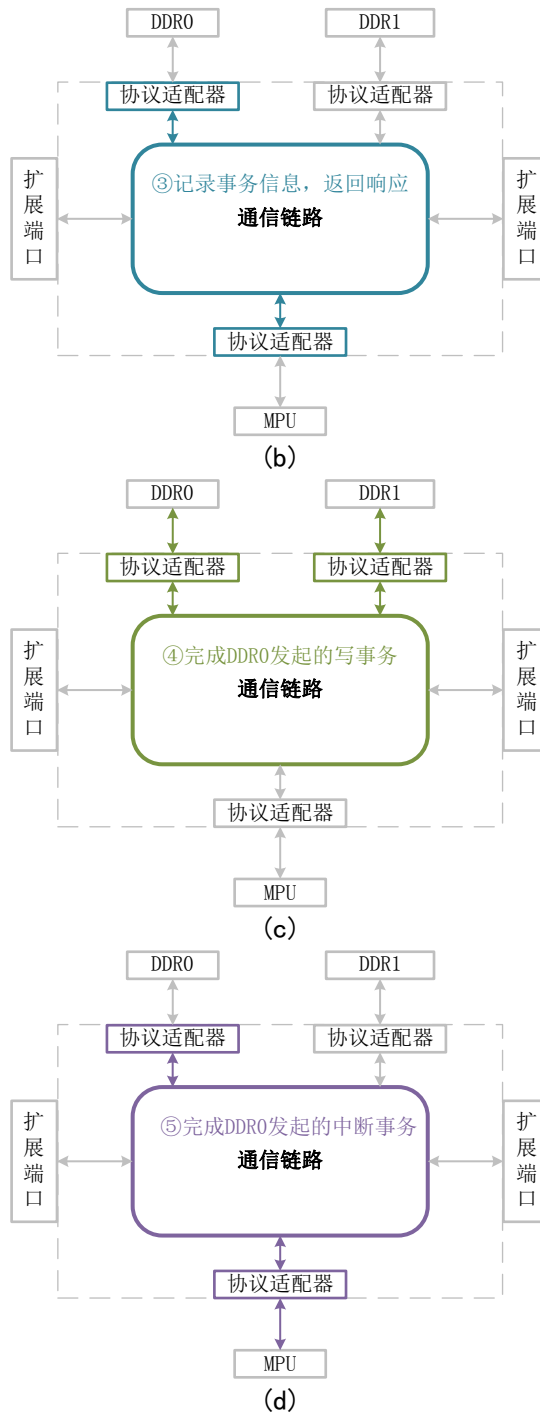 DDR0 DDR1
协议适配器 协议适配器
扩展端口
③记录事务信息，返回响应
通信链路
扩展端口
协议适配器
MPU
(b)
DDR0 DDR1
协议适配器 协议适配器
扩展端口
④完成DDR0发起的写事务
通信链路
扩展端口
协议适配器
MPU
(c)
DDR0 DDR1
协议适配器 协议适配器
扩展端口
⑤完成DDR0发起的中断事务
通信链路
扩展端口
协议适配器
MPU
(d)